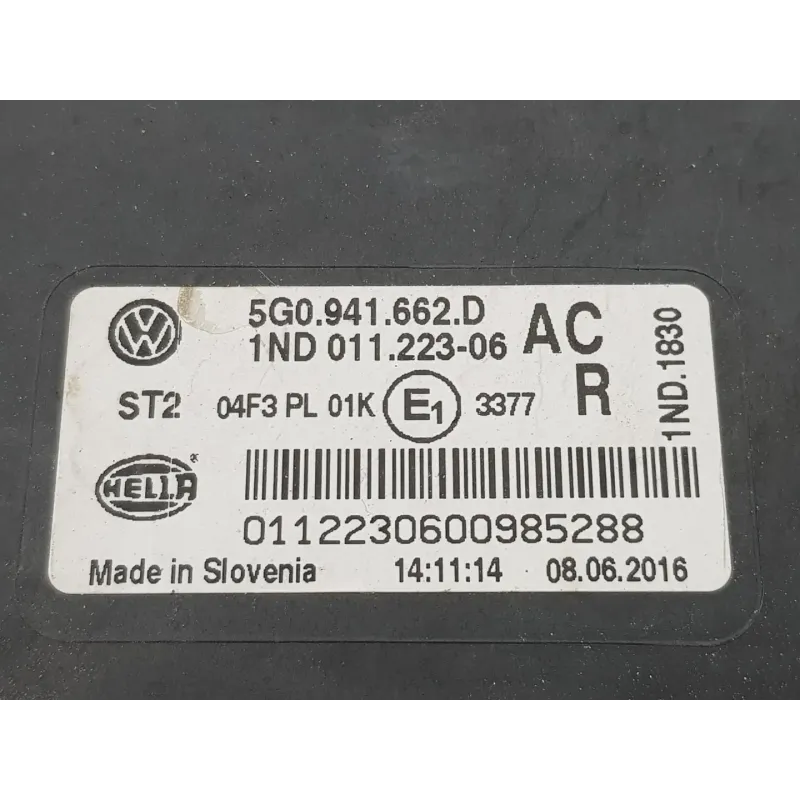 VW 5G0.941.662.D AC
1ND 011.223-06
ST2 04F3 PL 01K E1 3377 R
1ND.1830
HELLA
0112230600985288
Made in Slovenia 14:11:14 08.06.2016